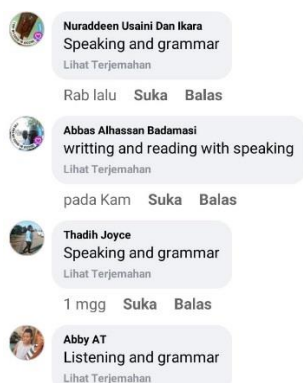 Nuraddeen Usaini Dan Ikara
Speaking and grammar
Lihat Terjemahan
Rab lalu Suka Balas
Abbas Alhassan Badamasi
writting and reading with speaking
Lihat Terjemahan
pada Kam Suka Balas
Thadih Joyce
Speaking and grammar
Lihat Terjemahan
1 mgg Suka Balas
Abby AT
Listening and grammar
Lihat Terjemahan